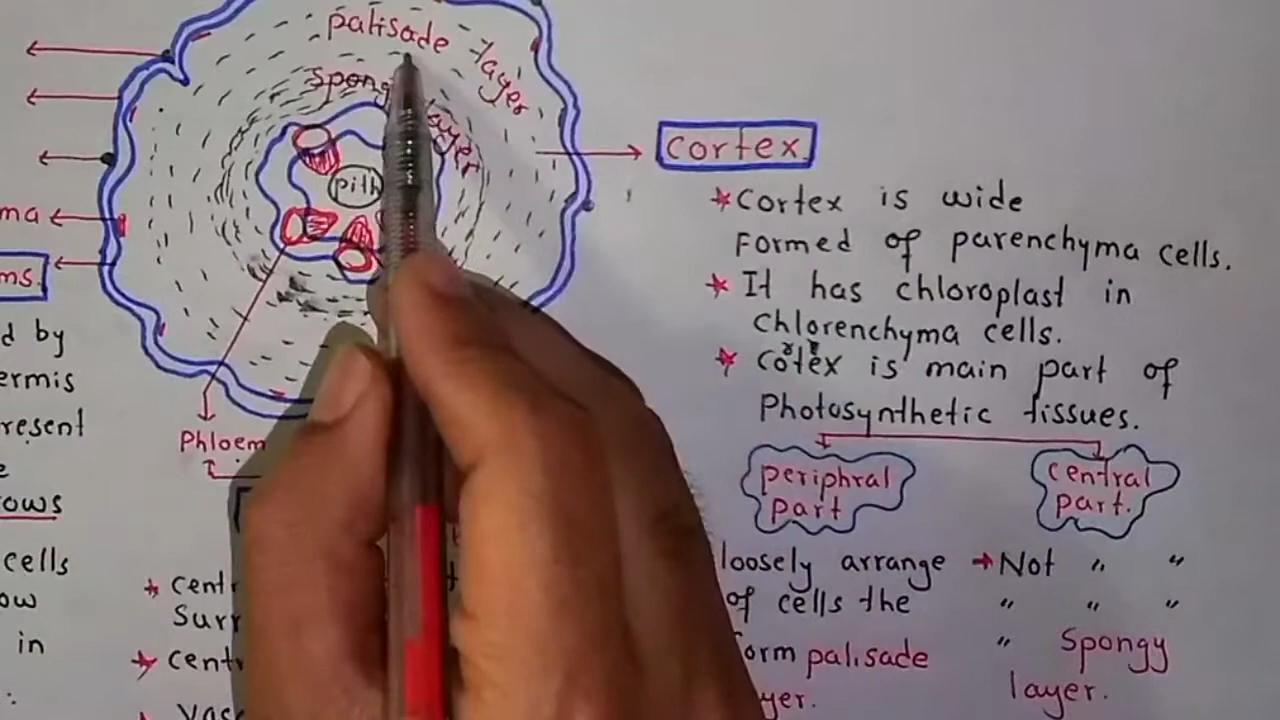 palisade layer
spongy layer
pith
cortex
ma
ms.
d by
ermis
resent
e
ows
cells
ow
in
Phloem
* centr
Surr
* centr
Vasc
* Cortex is wide
Formed of parenchyma cells.
* It has chloroplast in
Chlorenchyma cells.
* Cortex is main part of
Photosynthetic tissues.
periphral
part
central
part.
loosely arrange
of cells the
orm palisade
yer.
→ Not " "
" " "
" Spongy
layer.